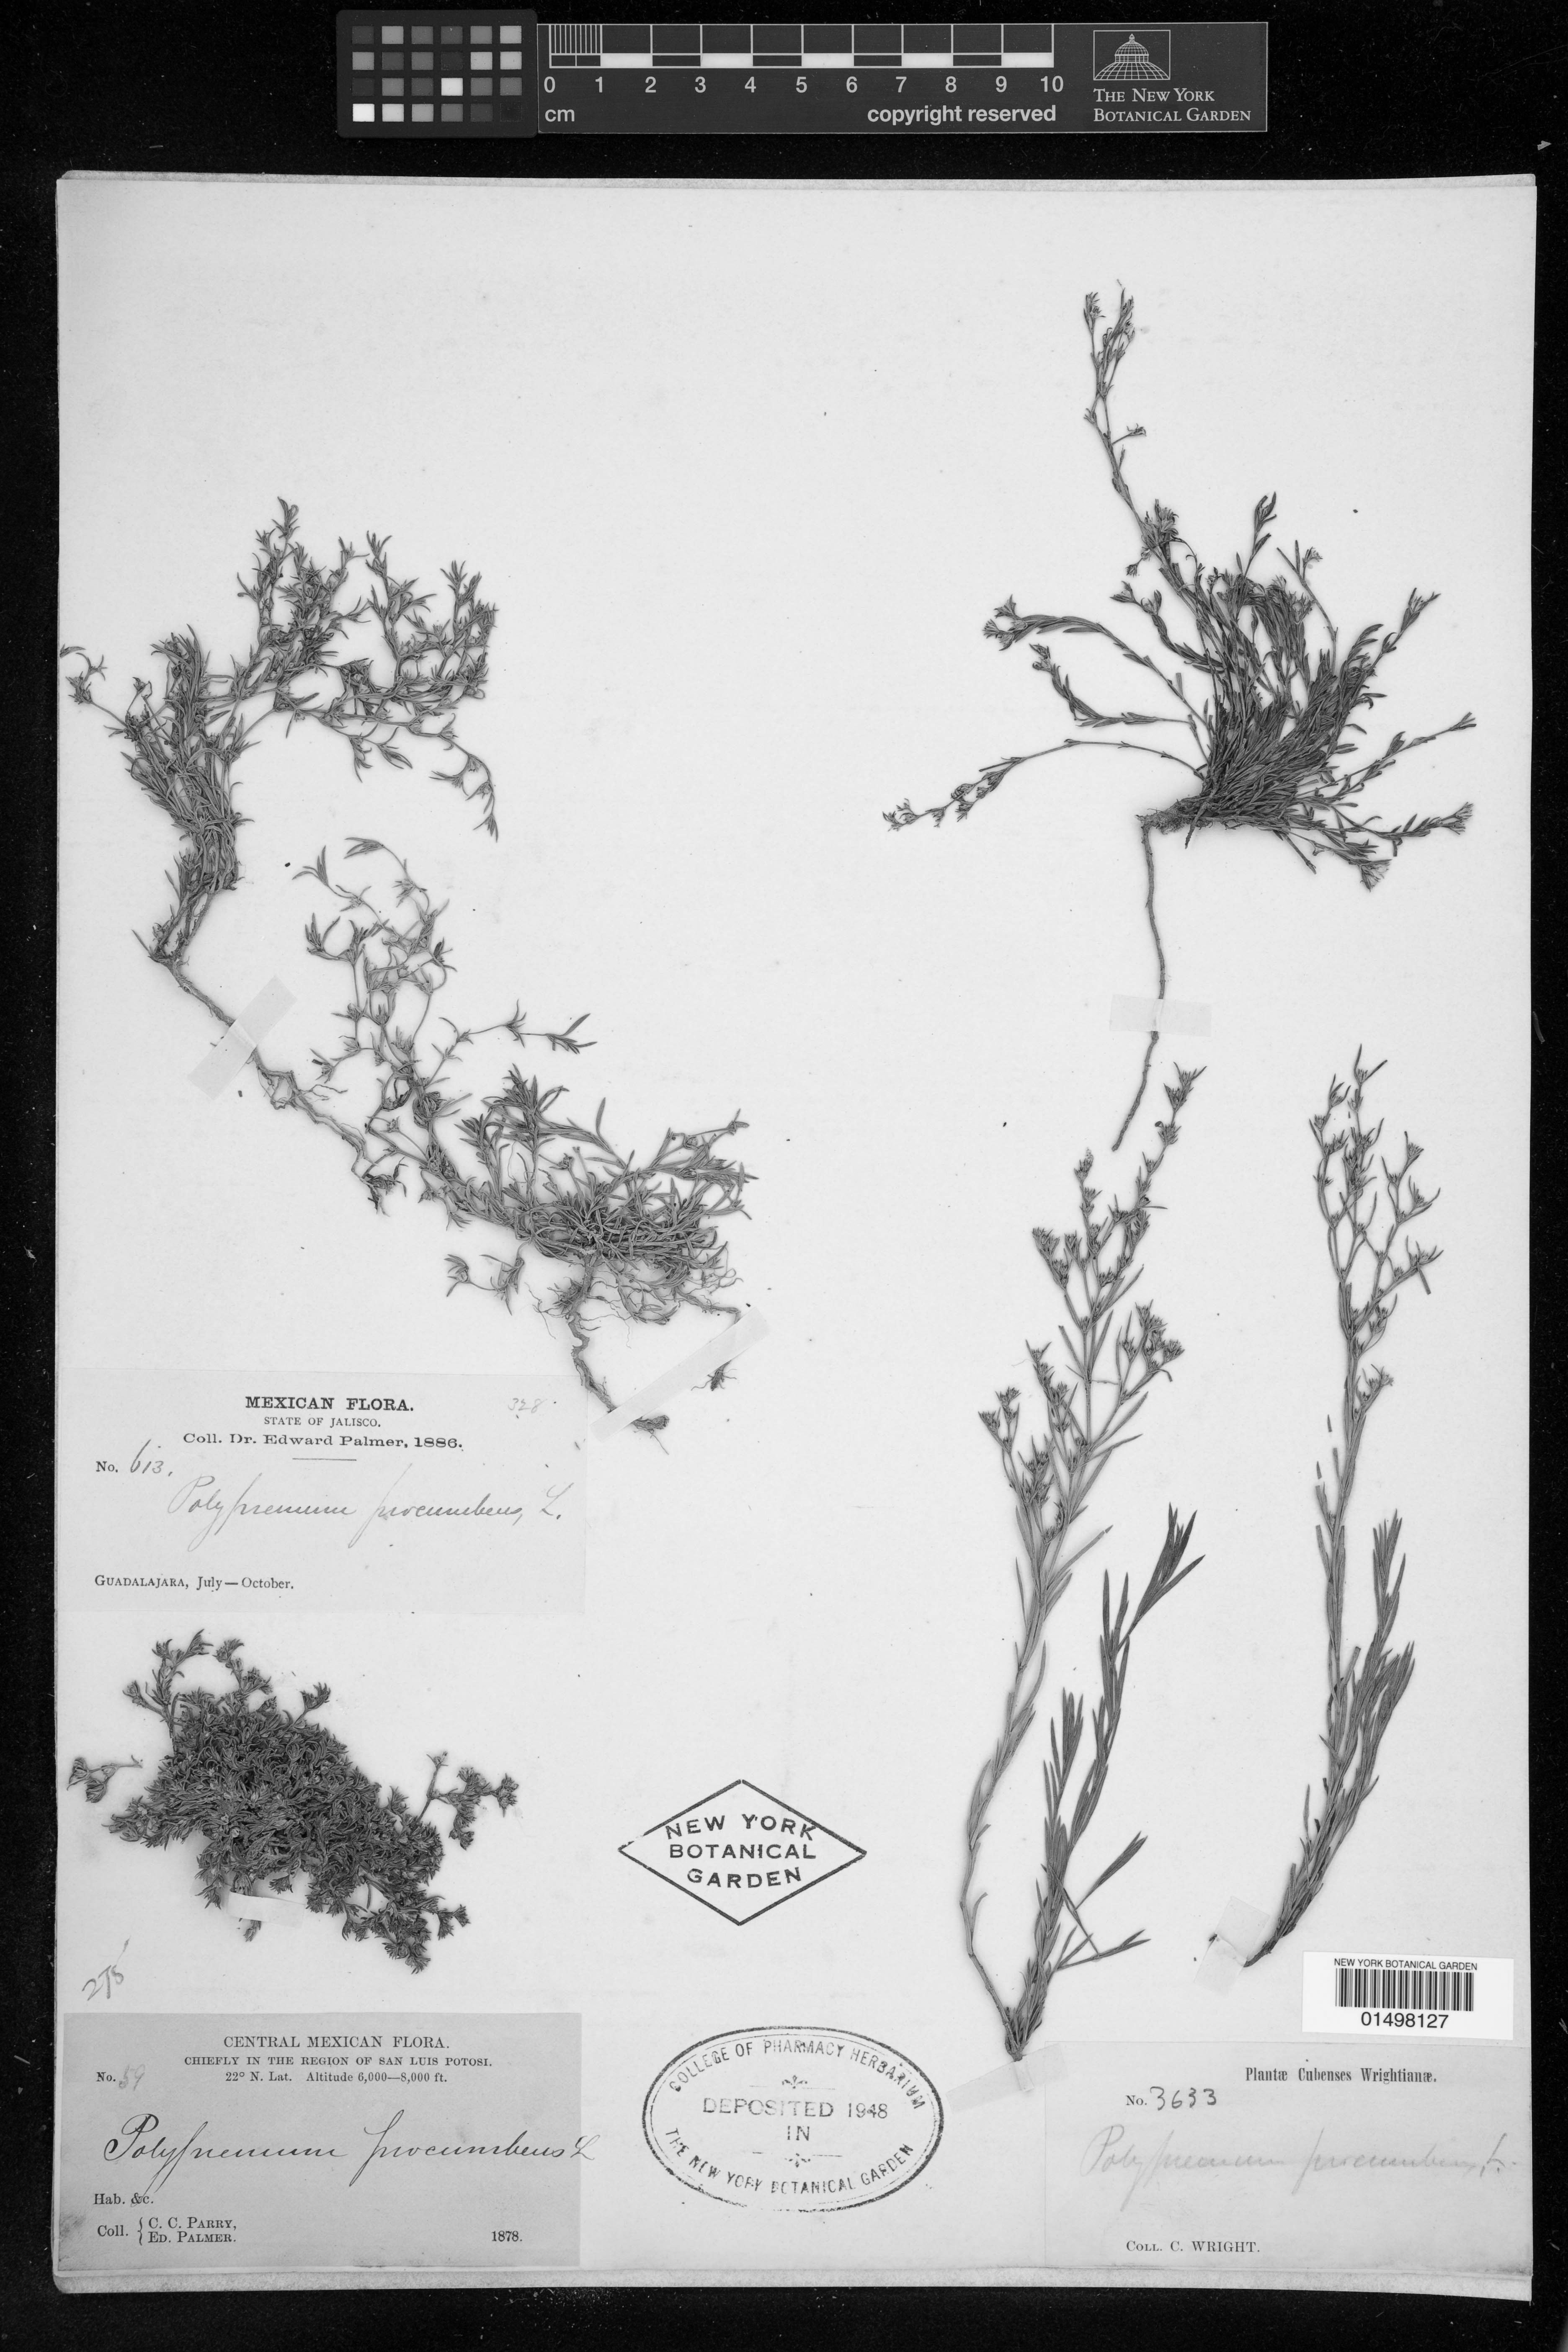 0 1 2 3 4 5 6 7 8 9 10
cm
copyright reserved
THE NEW YORK
BOTANICAL GARDEN
MEXICAN FLORA.
328
STATE OF JALISCO.
Coll. Dr. Edward Palmer, 1886.
No. 613.
Polypremum procumbens, L.
GUADALAJARA, July—October.
NEW YORK
BOTANICAL
GARDEN
CENTRAL MEXICAN FLORA.
CHIEFLY IN THE REGION OF SAN LUIS POTOSI.
No. 59
22° N. Lat. Altitude 6,000—8,000 ft.
Polypremum procumbens L
Hab. &c.
Coll. { C. C. PARRY,
ED. PALMER.
1878.
COLLEGE OF PHARMACY HERBARIUM
DEPOSITED 1948
IN
THE NEW YORK BOTANICAL GARDEN
NEW YORK BOTANICAL GARDEN
01498127
Plantæ Cubenses Wrightianæ.
No. 3633
Polypremum procumbens, L.
COLL. C. WRIGHT.